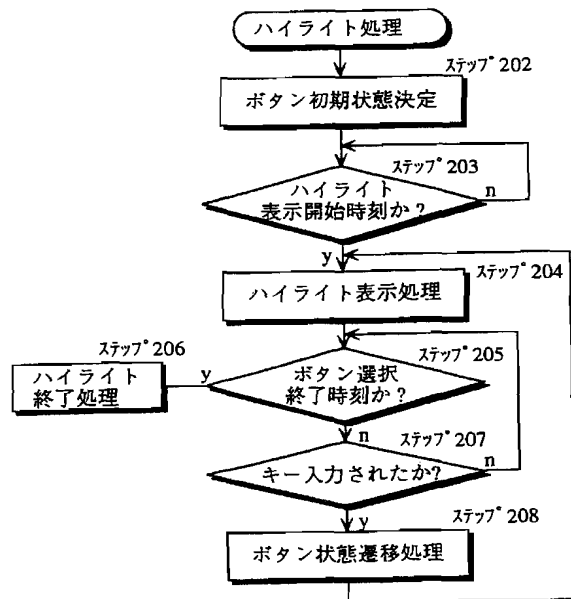 ハイライト処理
ステップ202
ボタン初期状態決定
ステップ203
ハイライト
表示開始時刻か?
n
y
ステップ204
ハイライト表示処理
ステップ206
ステップ205
ハイライト
終了処理
y
ボタン選択
終了時刻か?
n
ステップ207
キー入力されたか?
n
y
ステップ208
ボタン状態遷移処理